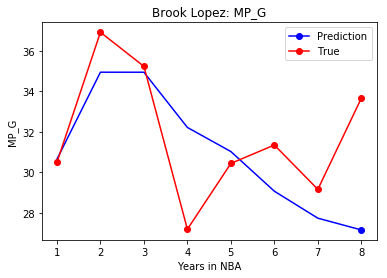 Brook Lopez: MP_G
Prediction
True
MP_G
36
34
32
30
28
1 2 3 4 5 6 7 8
Years in NBA